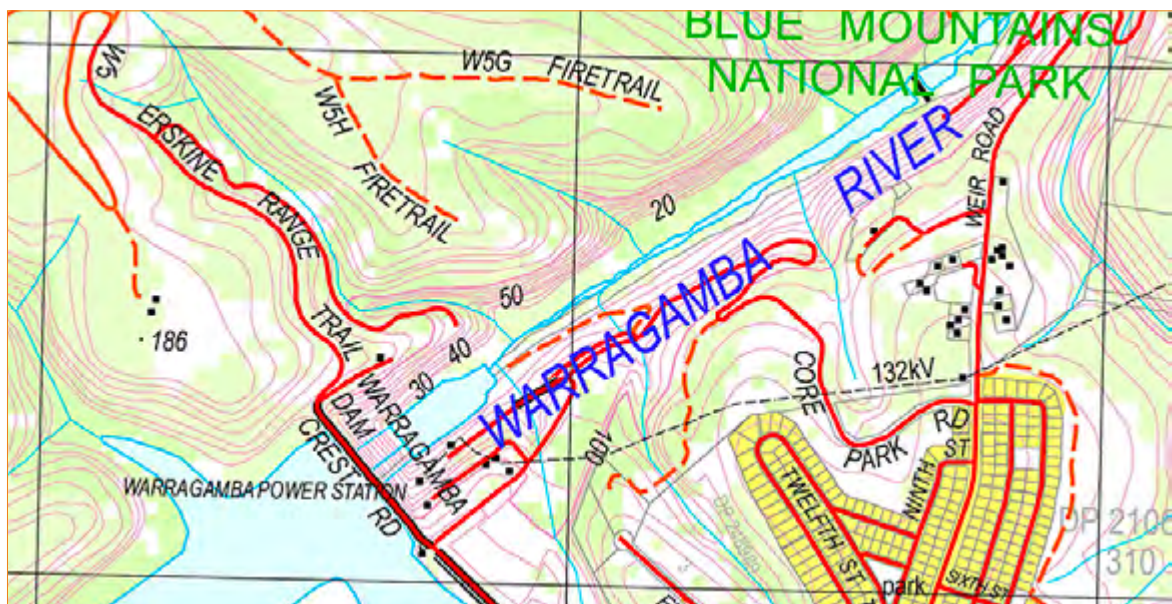 BLUE MOUNTAINS
NATIONAL PARK
W5
W5G FIRETRAIL
W5H FIRETRAIL
ERSKINE RANGE TRAIL
RIVER
WEIR ROAD
20
50
40
30
186
WARRAGAMBA
WARRAGAMBA DAM
CREST RD
WARRAGAMBA POWER STATION
100
132kV
CORE PARK RD
NINTH ST
TWELFTH ST
SIXTH ST
park
310